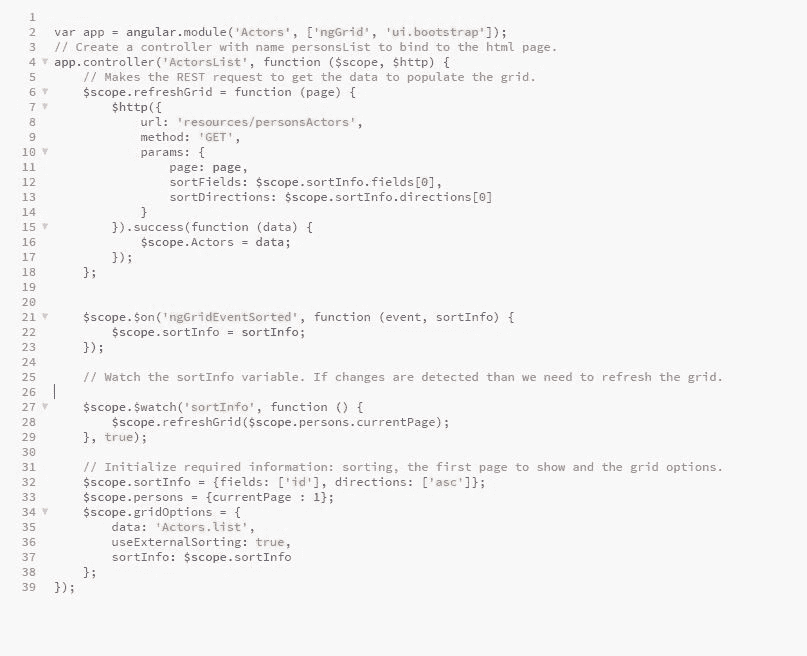 1
2 var app = angular.module('Actors', ['ngGrid', 'ui.bootstrap']);
3 // Create a controller with name personsList to bind to the html page.
4 app.controller('ActorsList', function ($scope, $http) {
5     // Makes the REST request to get the data to populate the grid.
6     $scope.refreshGrid = function (page) {
7         $http({
8             url: 'resources/personsActors',
9             method: 'GET',
10             params: {
11                 page: page,
12                 sortFields: $scope.sortInfo.fields[0],
13                 sortDirections: $scope.sortInfo.directions[0]
14             }
15         }).success(function (data) {
16             $scope.Actors = data;
17         });
18     };
19
20
21     $scope.$on('ngGridEventSorted', function (event, sortInfo) {
22         $scope.sortInfo = sortInfo;
23     });
24
25     // Watch the sortInfo variable. If changes are detected than we need to refresh the grid.
26
27     $scope.$watch('sortInfo', function () {
28         $scope.refreshGrid($scope.persons.currentPage);
29     }, true);
30
31     // Initialize required information: sorting, the first page to show and the grid options.
32     $scope.sortInfo = {fields: ['id'], directions: ['asc']};
33     $scope.persons = {currentPage : 1};
34     $scope.gridOptions = {
35         data: 'Actors.list',
36         useExternalSorting: true,
37         sortInfo: $scope.sortInfo
38     };
39 });